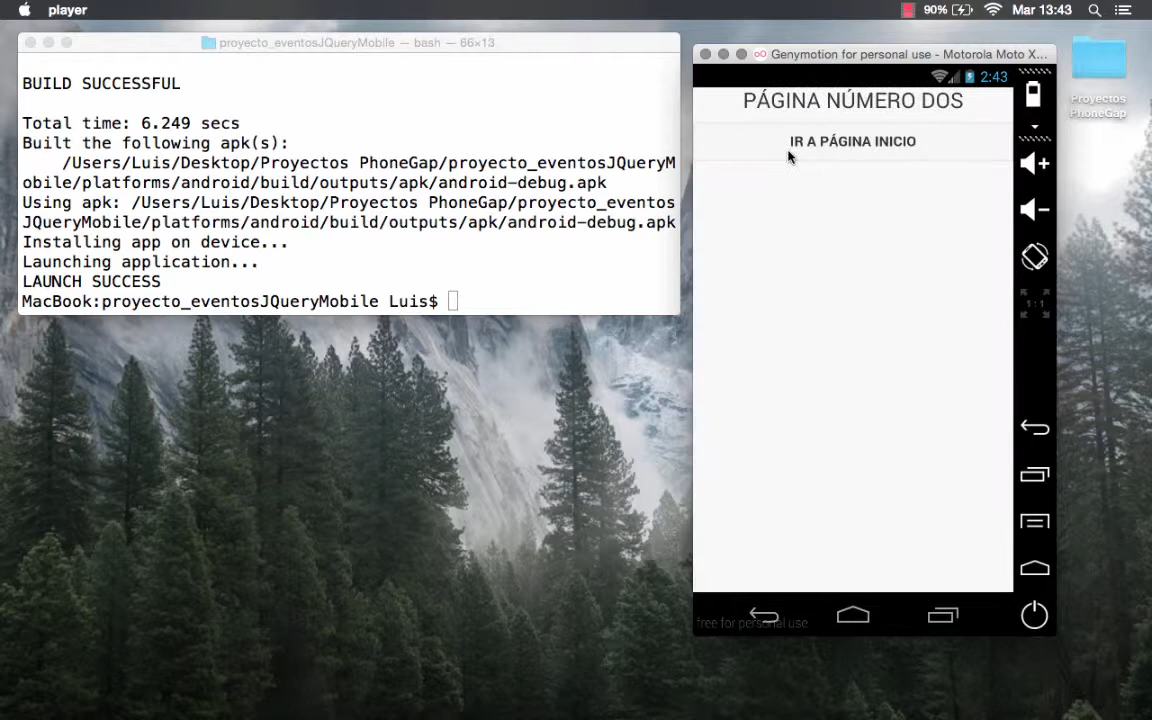 player
90%
Mar 13:43
proyecto_eventosJQueryMobile — bash — 66×13
BUILD SUCCESSFUL
Total time: 6.249 secs
Built the following apk(s):
/Users/Luis/Desktop/Proyectos PhoneGap/proyecto_eventosJQueryM
obile/platforms/android/build/outputs/apk/android-debug.apk
Using apk: /Users/Luis/Desktop/Proyectos PhoneGap/proyecto_eventos
JQueryMobile/platforms/android/build/outputs/apk/android-debug.apk
Installing app on device...
Launching application...
LAUNCH SUCCESS
MacBook:proyecto_eventosJQueryMobile Luis$
Genymotion for personal use - Motorola Moto X...
2:43
PÁGINA NÚMERO DOS
IR A PÁGINA INICIO
1:1
free for personal use
Proyectos
PhoneGap